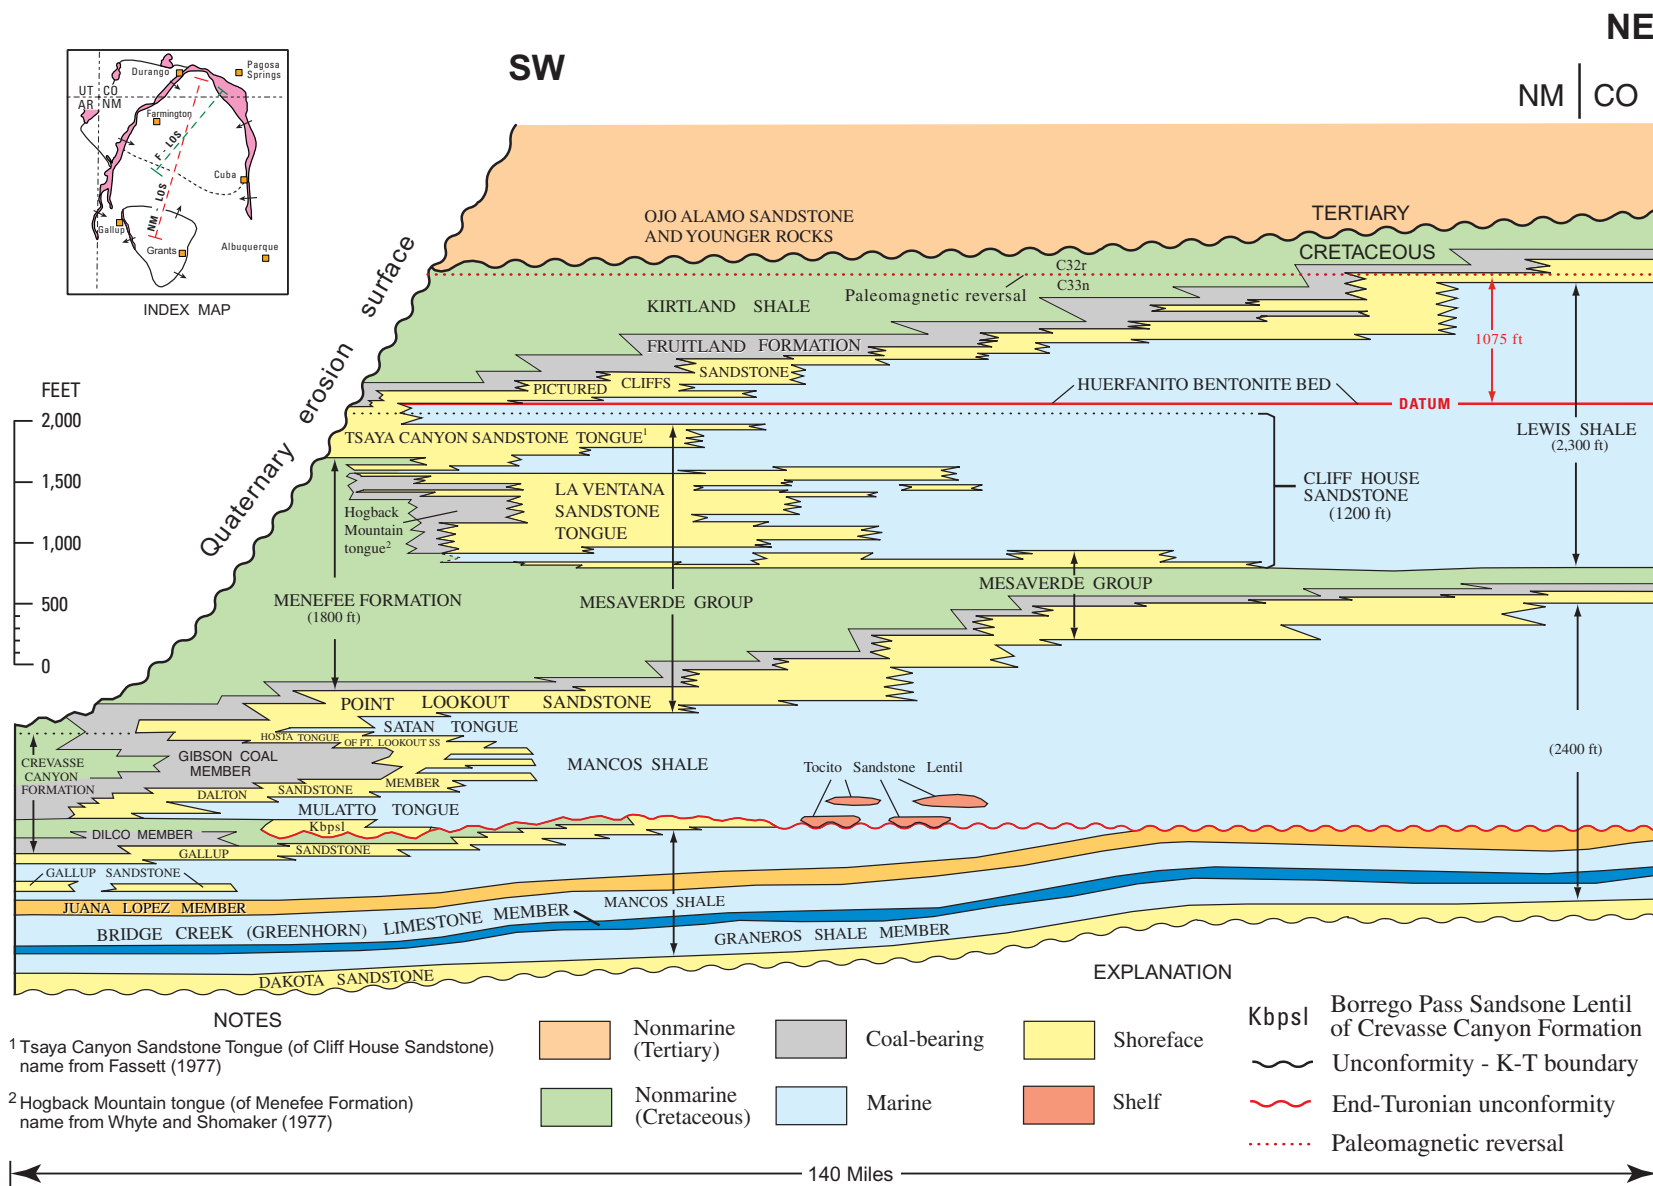 NE
SW
NM
CO
Durango
Pagosa
Springs
UT
CO
AR
NM
Farmington
F - LOS
NM - LOS
Cuba
Gallup
Grants
Albuquerque
INDEX MAP
Quaternary erosion surface
OJO ALAMO SANDSTONE
AND YOUNGER ROCKS
TERTIARY
CRETACEOUS
C32r
C33n
Paleomagnetic reversal
KIRTLAND SHALE
FRUITLAND FORMATION
1075 ft
PICTURED CLIFFS SANDSTONE
HUERFANITO BENTONITE BED
DATUM
FEET
2,000
1,500
1,000
500
0
TSAYA CANYON SANDSTONE TONGUE1
LEWIS SHALE
(2,300 ft)
LA VENTANA
SANDSTONE
TONGUE
CLIFF HOUSE
SANDSTONE
(1200 ft)
Hogback
Mountain
tongue2
MENEFEE FORMATION
(1800 ft)
MESAVERDE GROUP
MESAVERDE GROUP
POINT LOOKOUT SANDSTONE
SATAN TONGUE
HOSTA TONGUE OF PT. LOOKOUT SS
CREVASSE
CANYON
FORMATION
GIBSON COAL
MEMBER
MANCOS SHALE
(2400 ft)
Tocito Sandstone Lentil
DALTON SANDSTONE MEMBER
MULATTO TONGUE
Kbpsl
DILCO MEMBER
GALLUP SANDSTONE
GALLUP SANDSTONE
JUANA LOPEZ MEMBER
MANCOS SHALE
BRIDGE CREEK (GREENHORN) LIMESTONE MEMBER
GRANEROS SHALE MEMBER
DAKOTA SANDSTONE
NOTES
1 Tsaya Canyon Sandstone Tongue (of Cliff House Sandstone)
name from Fassett (1977)
2 Hogback Mountain tongue (of Menefee Formation)
name from Whyte and Shomaker (1977)
EXPLANATION
Nonmarine
(Tertiary)
Coal-bearing
Shoreface
Nonmarine
(Cretaceous)
Marine
Shelf
Kbpsl
Borrego Pass Sandsone Lentil
of Crevasse Canyon Formation
Unconformity - K-T boundary
End-Turonian unconformity
Paleomagnetic reversal
140 Miles